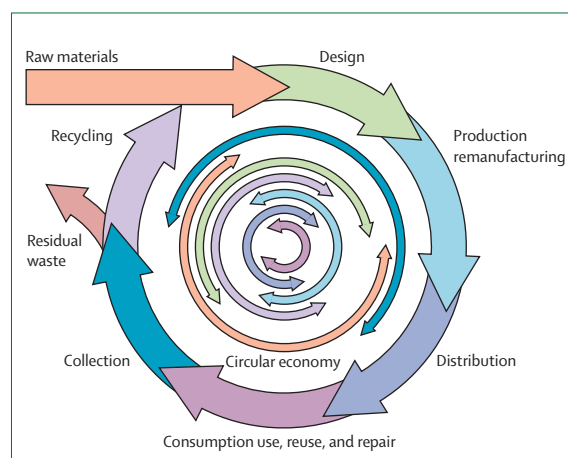 Raw materials
Design
Recycling
Production
remanufacturing
Residual
waste
Collection
Circular economy
Distribution
Consumption use, reuse, and repair